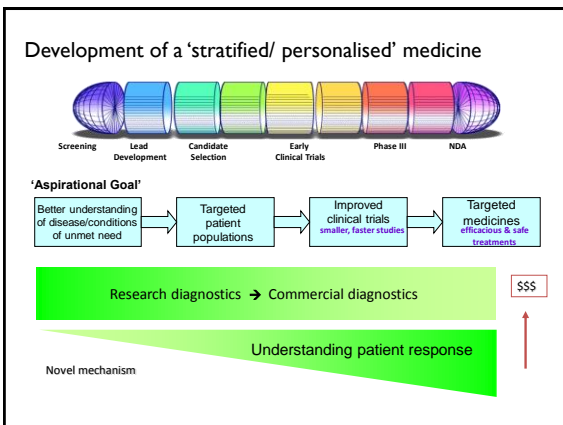 Development of a 'stratified/ personalised' medicine
Screening
Lead
Development
Candidate
Selection
Early
Clinical Trials
Phase III
NDA
'Aspirational Goal'
Better understanding
of disease/conditions
of unmet need
Targeted
patient
populations
Improved
clinical trials
smaller, faster studies
Targeted
medicines
efficacious & safe
treatments
Research diagnostics → Commercial diagnostics
$$$
Understanding patient response
Novel mechanism